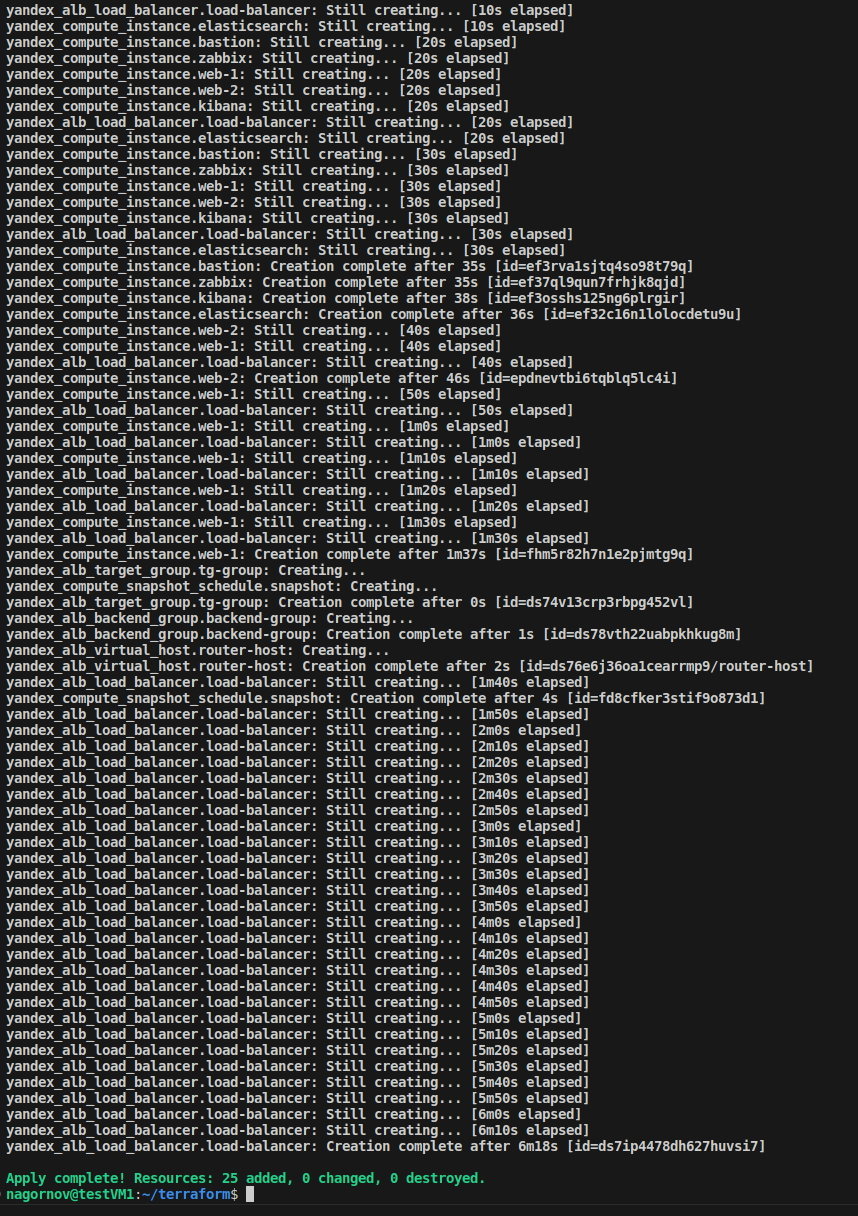 yandex_alb_load_balancer.load-balancer: Still creating... [10s elapsed]
yandex_compute_instance.elasticsearch: Still creating... [10s elapsed]
yandex_compute_instance.bastion: Still creating... [20s elapsed]
yandex_compute_instance.zabbix: Still creating... [20s elapsed]
yandex_compute_instance.web-1: Still creating... [20s elapsed]
yandex_compute_instance.web-2: Still creating... [20s elapsed]
yandex_compute_instance.kibana: Still creating... [20s elapsed]
yandex_alb_load_balancer.load-balancer: Still creating... [20s elapsed]
yandex_compute_instance.elasticsearch: Still creating... [20s elapsed]
yandex_compute_instance.bastion: Still creating... [30s elapsed]
yandex_compute_instance.zabbix: Still creating... [30s elapsed]
yandex_compute_instance.web-1: Still creating... [30s elapsed]
yandex_compute_instance.web-2: Still creating... [30s elapsed]
yandex_compute_instance.kibana: Still creating... [30s elapsed]
yandex_alb_load_balancer.load-balancer: Still creating... [30s elapsed]
yandex_compute_instance.elasticsearch: Still creating... [30s elapsed]
yandex_compute_instance.bastion: Creation complete after 35s [id=ef3rva1sjtq4so98t79q]
yandex_compute_instance.zabbix: Creation complete after 35s [id=ef37ql9qun7frhjk8qjd]
yandex_compute_instance.kibana: Creation complete after 38s [id=ef3osshs125ng6plrgir]
yandex_compute_instance.elasticsearch: Creation complete after 36s [id=ef32c16n1lolocdetu9u]
yandex_compute_instance.web-2: Still creating... [40s elapsed]
yandex_compute_instance.web-1: Still creating... [40s elapsed]
yandex_alb_load_balancer.load-balancer: Still creating... [40s elapsed]
yandex_compute_instance.web-2: Creation complete after 46s [id=epdnevtbi6tqblq5lc4i]
yandex_compute_instance.web-1: Still creating... [50s elapsed]
yandex_alb_load_balancer.load-balancer: Still creating... [50s elapsed]
yandex_compute_instance.web-1: Still creating... [1m0s elapsed]
yandex_alb_load_balancer.load-balancer: Still creating... [1m0s elapsed]
yandex_compute_instance.web-1: Still creating... [1m10s elapsed]
yandex_alb_load_balancer.load-balancer: Still creating... [1m10s elapsed]
yandex_compute_instance.web-1: Still creating... [1m20s elapsed]
yandex_alb_load_balancer.load-balancer: Still creating... [1m20s elapsed]
yandex_compute_instance.web-1: Still creating... [1m30s elapsed]
yandex_alb_load_balancer.load-balancer: Still creating... [1m30s elapsed]
yandex_compute_instance.web-1: Creation complete after 1m37s [id=fhm5r82h7n1e2pjmtg9q]
yandex_alb_target_group.tg-group: Creating...
yandex_compute_snapshot_schedule.snapshot: Creating...
yandex_alb_target_group.tg-group: Creation complete after 0s [id=ds74v13crp3rbpg452vl]
yandex_alb_backend_group.backend-group: Creating...
yandex_alb_backend_group.backend-group: Creation complete after 1s [id=ds78vth22uabpkhkug8m]
yandex_alb_virtual_host.router-host: Creating...
yandex_alb_virtual_host.router-host: Creation complete after 2s [id=ds76e6j36oa1cearrmp9/router-host]
yandex_alb_load_balancer.load-balancer: Still creating... [1m40s elapsed]
yandex_compute_snapshot_schedule.snapshot: Creation complete after 4s [id=fd8cfker3stif9o873d1]
yandex_alb_load_balancer.load-balancer: Still creating... [1m50s elapsed]
yandex_alb_load_balancer.load-balancer: Still creating... [2m0s elapsed]
yandex_alb_load_balancer.load-balancer: Still creating... [2m10s elapsed]
yandex_alb_load_balancer.load-balancer: Still creating... [2m20s elapsed]
yandex_alb_load_balancer.load-balancer: Still creating... [2m30s elapsed]
yandex_alb_load_balancer.load-balancer: Still creating... [2m40s elapsed]
yandex_alb_load_balancer.load-balancer: Still creating... [2m50s elapsed]
yandex_alb_load_balancer.load-balancer: Still creating... [3m0s elapsed]
yandex_alb_load_balancer.load-balancer: Still creating... [3m10s elapsed]
yandex_alb_load_balancer.load-balancer: Still creating... [3m20s elapsed]
yandex_alb_load_balancer.load-balancer: Still creating... [3m30s elapsed]
yandex_alb_load_balancer.load-balancer: Still creating... [3m40s elapsed]
yandex_alb_load_balancer.load-balancer: Still creating... [3m50s elapsed]
yandex_alb_load_balancer.load-balancer: Still creating... [4m0s elapsed]
yandex_alb_load_balancer.load-balancer: Still creating... [4m10s elapsed]
yandex_alb_load_balancer.load-balancer: Still creating... [4m20s elapsed]
yandex_alb_load_balancer.load-balancer: Still creating... [4m30s elapsed]
yandex_alb_load_balancer.load-balancer: Still creating... [4m40s elapsed]
yandex_alb_load_balancer.load-balancer: Still creating... [4m50s elapsed]
yandex_alb_load_balancer.load-balancer: Still creating... [5m0s elapsed]
yandex_alb_load_balancer.load-balancer: Still creating... [5m10s elapsed]
yandex_alb_load_balancer.load-balancer: Still creating... [5m20s elapsed]
yandex_alb_load_balancer.load-balancer: Still creating... [5m30s elapsed]
yandex_alb_load_balancer.load-balancer: Still creating... [5m40s elapsed]
yandex_alb_load_balancer.load-balancer: Still creating... [5m50s elapsed]
yandex_alb_load_balancer.load-balancer: Still creating... [6m0s elapsed]
yandex_alb_load_balancer.load-balancer: Still creating... [6m10s elapsed]
yandex_alb_load_balancer.load-balancer: Creation complete after 6m18s [id=ds7ip4478dh627huvsi7]
Apply complete! Resources: 25 added, 0 changed, 0 destroyed.
nagornov@testVM1:~/terraform$